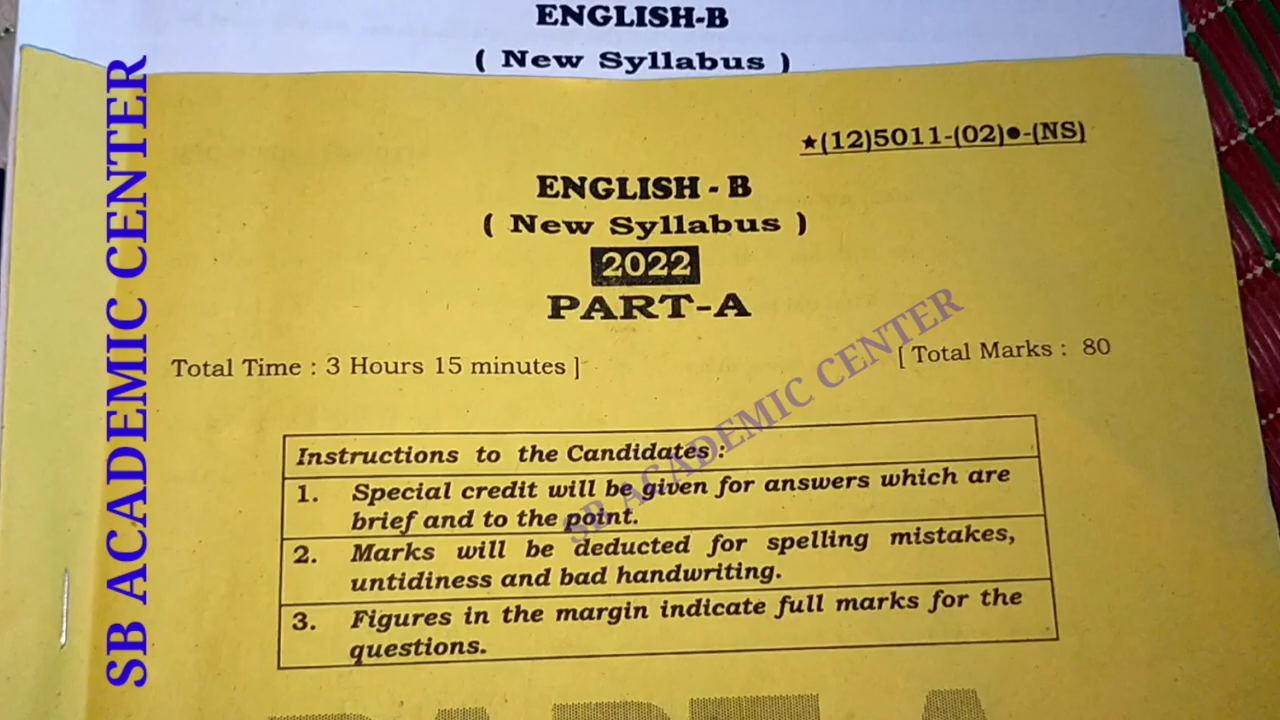 ENGLISH-B
( New Syllabus )
★(12)5011-(02)●-(NS)
ENGLISH - B
( New Syllabus )
2022
PART-A
Total Time : 3 Hours 15 minutes ]
[ Total Marks : 80
Instructions to the Candidates :
1. Special credit will be given for answers which are
brief and to the point.
2. Marks will be deducted for spelling mistakes,
untidiness and bad handwriting.
3. Figures in the margin indicate full marks for the
questions.
SB ACADEMIC CENTER
SB ACADEMIC CENTER